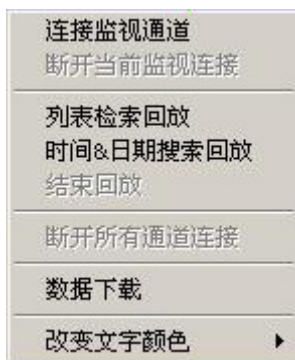 连接监视通道
断开当前监视连接
列表检索回放
时间&日期搜索回放
结束回放
断开所有通道连接
数据下载
改变文字颜色